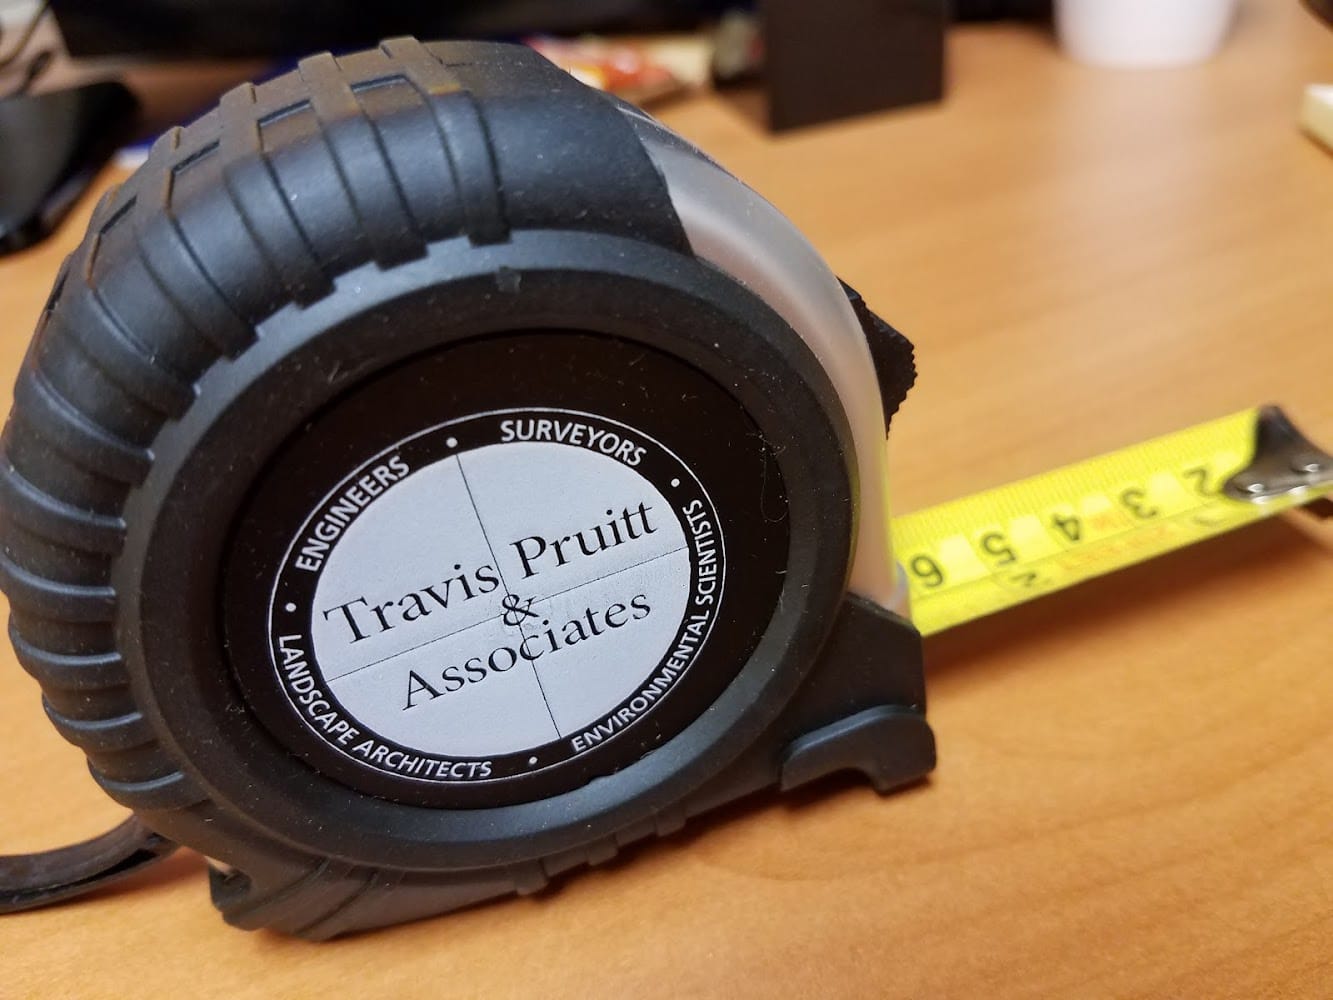 ENGINEERS • SURVEYORS • ENVIRONMENTAL SCIENTISTS • LANDSCAPE ARCHITECTS •
Travis Pruitt
&
Associates
6 5 4 3 2